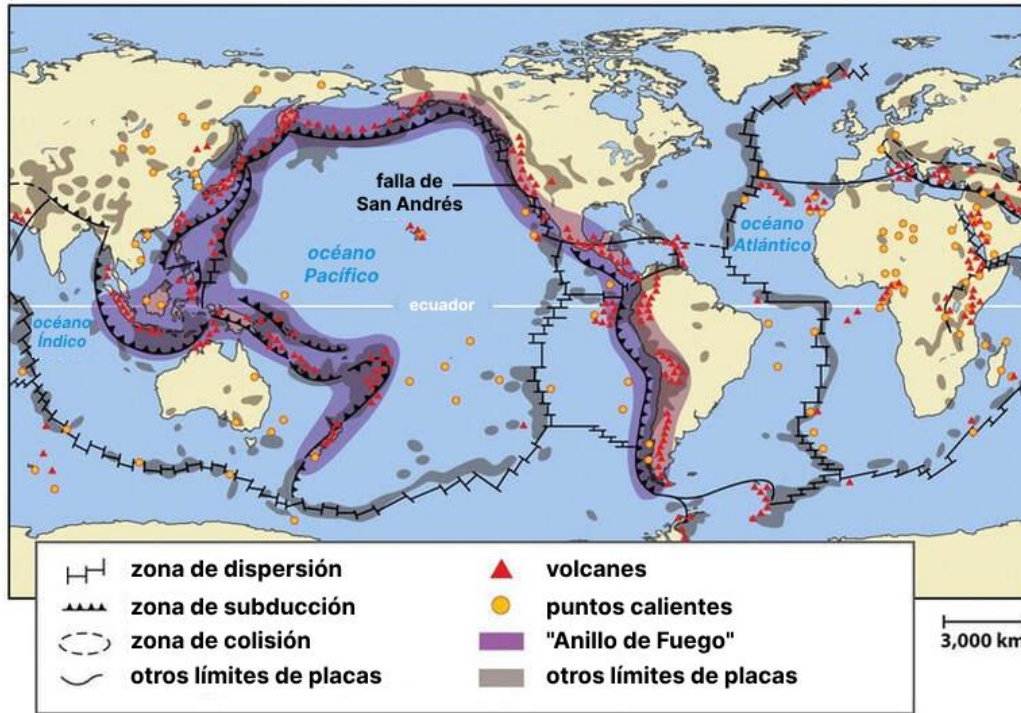 falla de
San Andrés
océano
Pacífico
océano
Atlántico
ecuador
océano
Índico
zona de dispersión
zona de subducción
zona de colisión
otros límites de placas
volcanes
puntos calientes
"Anillo de Fuego"
otros límites de placas
3,000 km